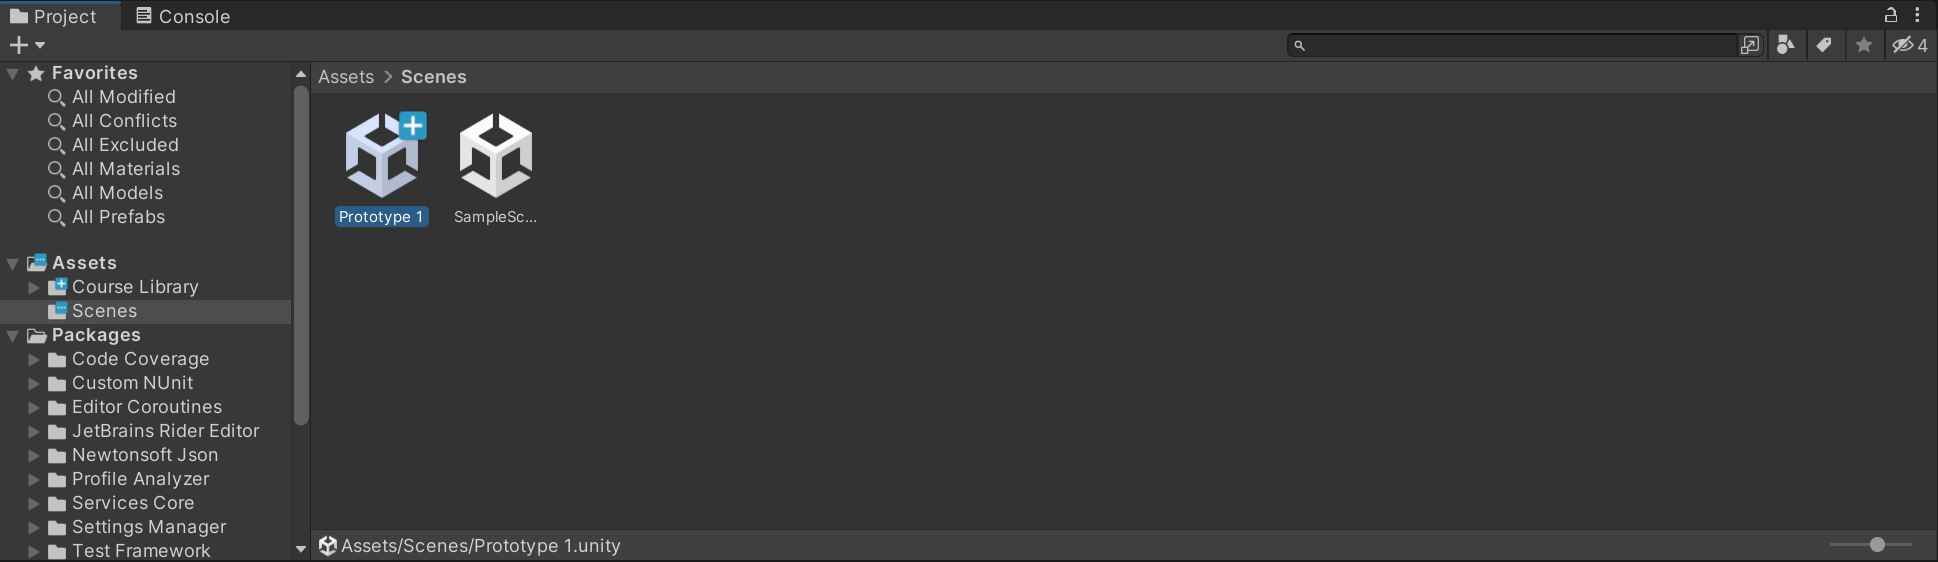 Project
Console
4
Favorites
All Modified
All Conflicts
All Excluded
All Materials
All Models
All Prefabs
Assets
Course Library
Scenes
Packages
Code Coverage
Custom NUnit
Editor Coroutines
JetBrains Rider Editor
Newtonsoft Json
Profile Analyzer
Services Core
Settings Manager
Test Framework
Assets > Scenes
Prototype 1
SampleSc...
Assets/Scenes/Prototype 1.unity